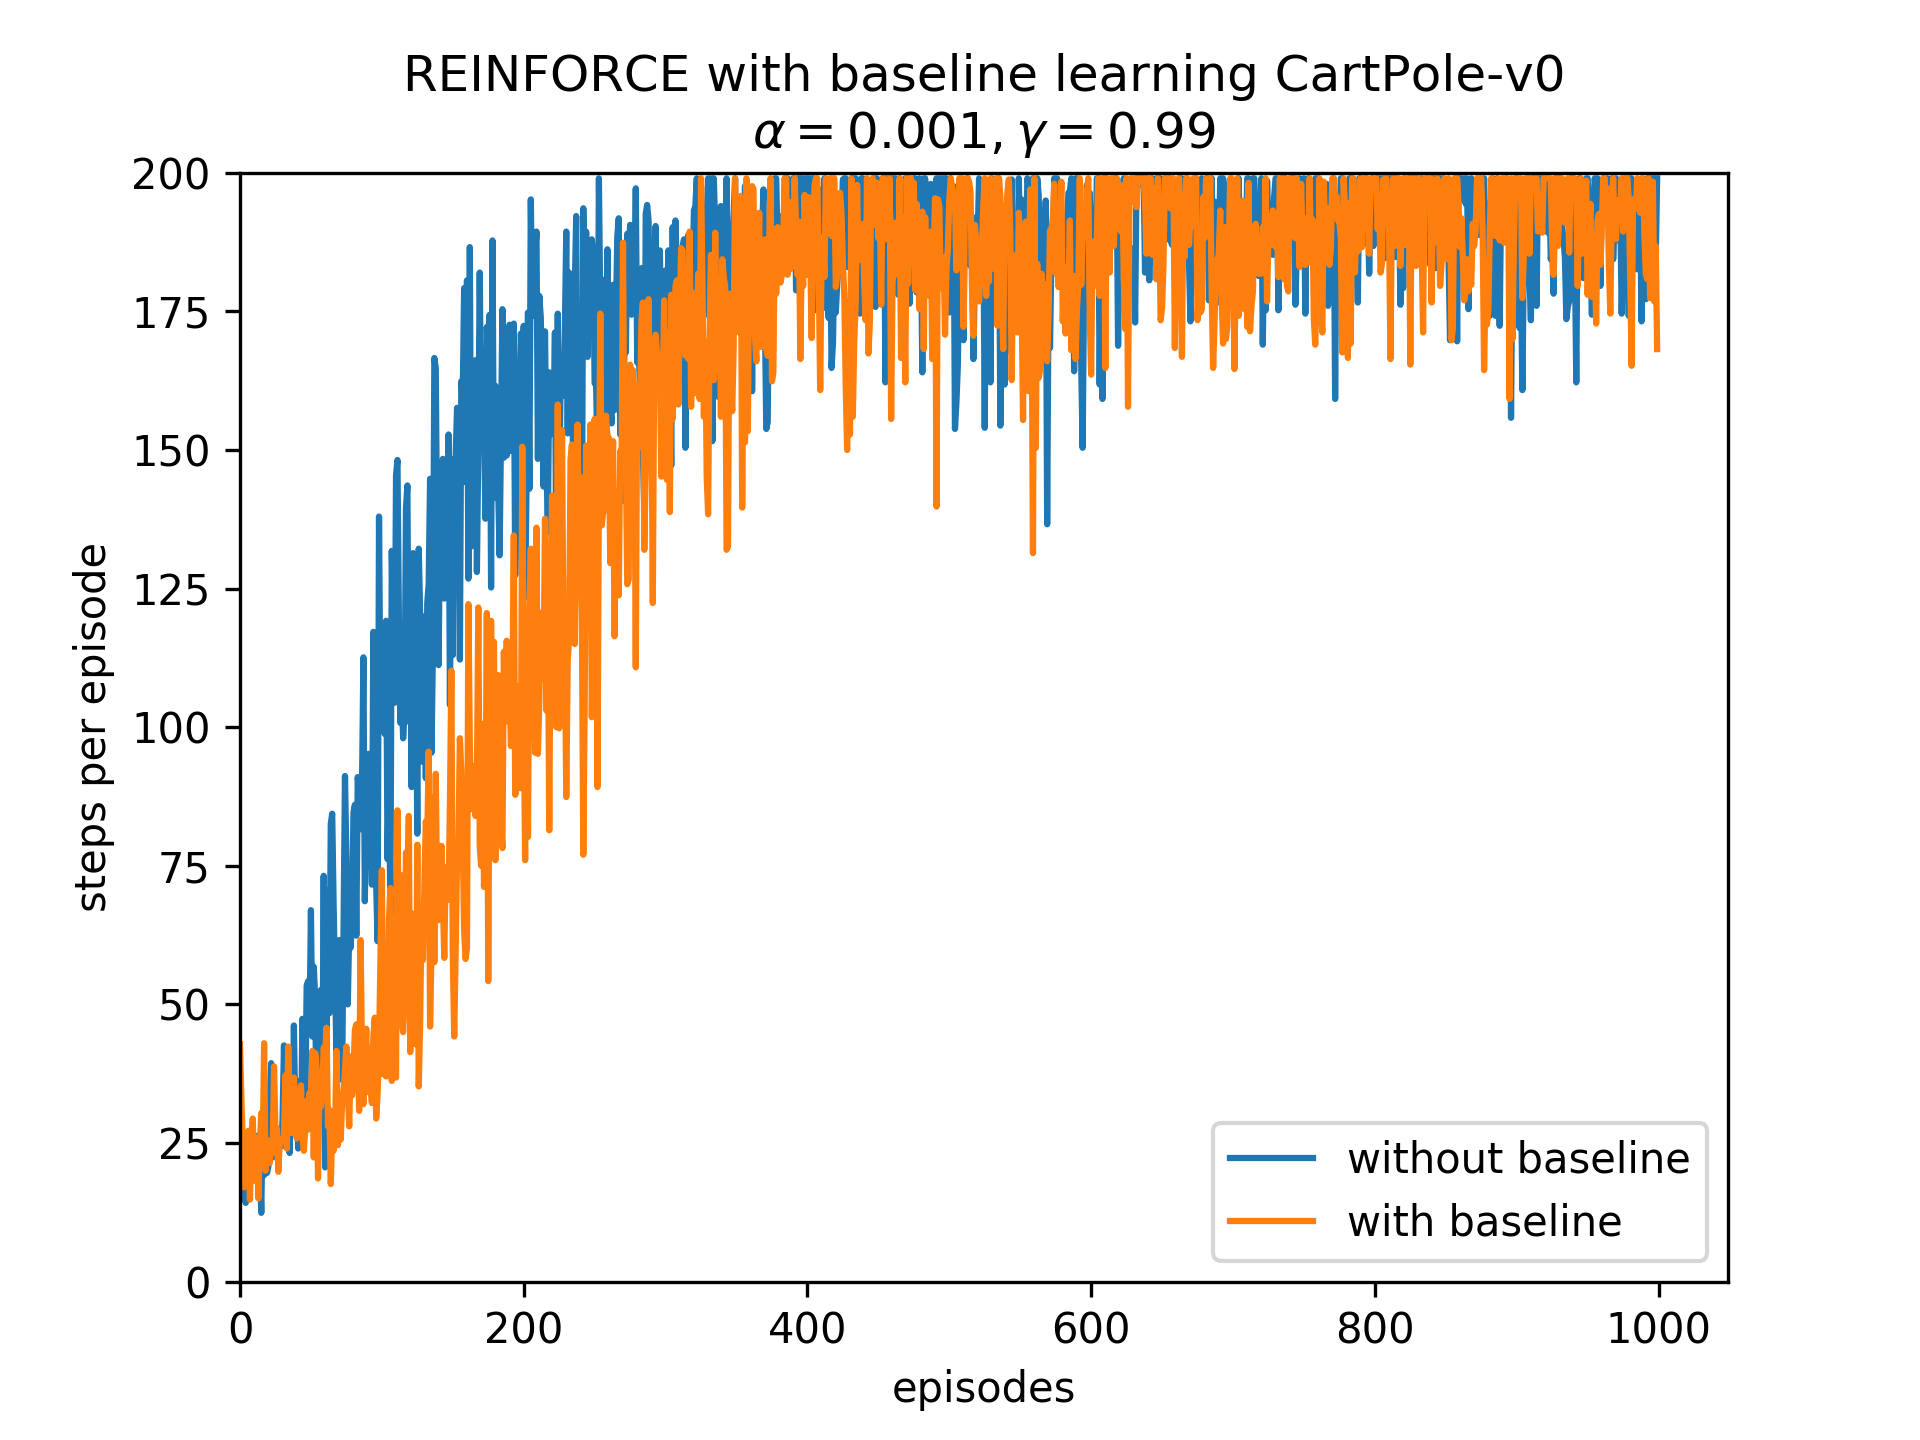 REINFORCE with baseline learning CartPole-v0
α = 0.001, γ = 0.99
200
175
150
125
100
75
50
25
0
steps per episode
0 200 400 600 800 1000
episodes
without baseline
with baseline